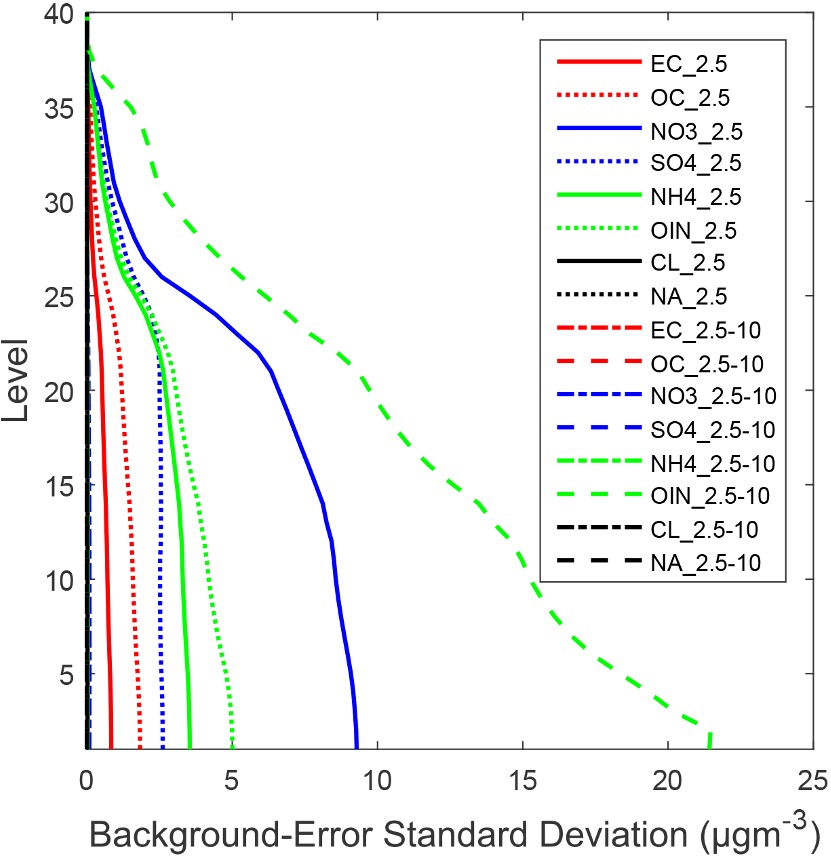 40
35
30
25
20
15
10
5
Level
EC_2.5
OC_2.5
NO3_2.5
SO4_2.5
NH4_2.5
OIN_2.5
CL_2.5
NA_2.5
EC_2.5-10
OC_2.5-10
NO3_2.5-10
SO4_2.5-10
NH4_2.5-10
OIN_2.5-10
CL_2.5-10
NA_2.5-10
0 5 10 15 20 25
Background-Error Standard Deviation (μgm⁻³)